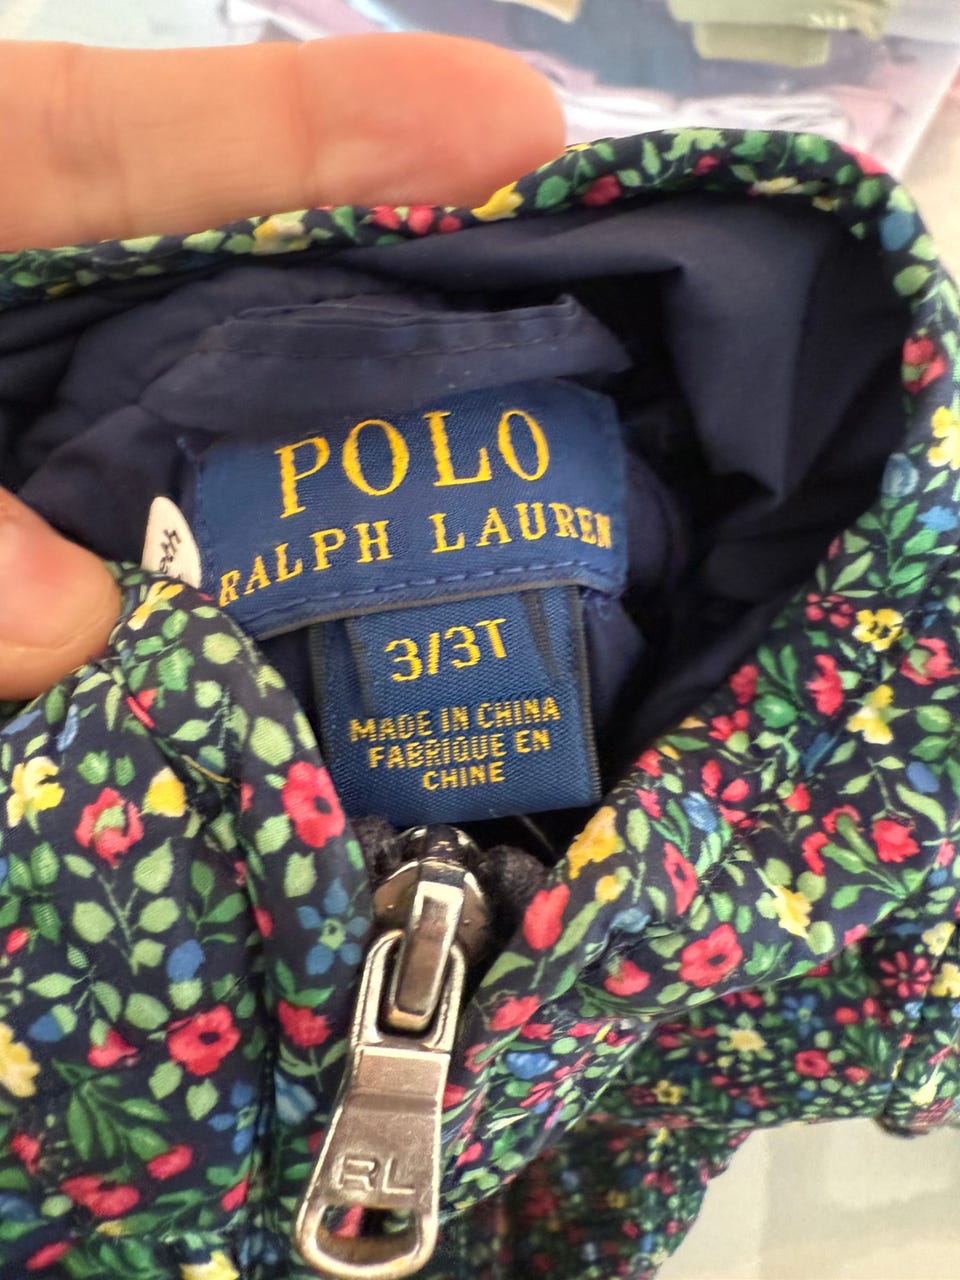 POLO
RALPH LAUREN
3/3T
MADE IN CHINA
FABRIQUE EN
CHINE
RL